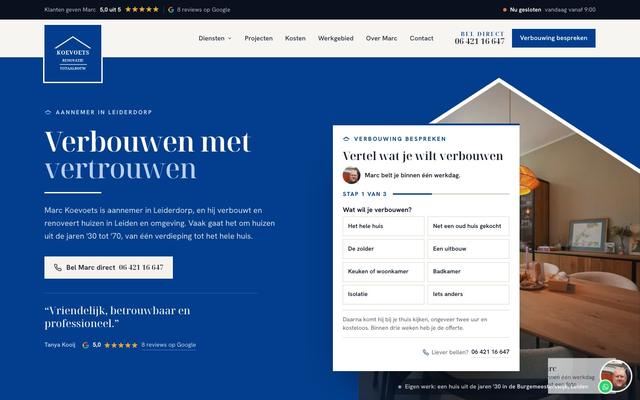 Klanten geven Marc 5,0 uit 5 ★★★★★ G 8 reviews op Google
Nu gesloten vandaag vanaf 9:00
KOEVOETS
RENOVATIE
TOTAALBOUW
Diensten Projecten Kosten Werkgebied Over Marc Contact
BEL DIRECT
06 421 16 647
Verbouwing bespreken
AANNEMER IN LEIDERDORP
Verbouwen met
vertrouwen
Marc Koevoets is aannemer in Leiderdorp, en hij verbouwt en
renoveert huizen in Leiden en omgeving. Vaak gaat het om huizen
uit de jaren '30 tot '70, van één verdieping tot het hele huis.
Bel Marc direct 06 421 16 647
“Vriendelijk, betrouwbaar en
professioneel.”
Tanya Kooij G 5,0 ★★★★★ 8 reviews op Google
VERBOUWING BESPREKEN
Vertel wat je wilt verbouwen
Marc belt je binnen één werkdag.
STAP 1 VAN 3
Wat wil je verbouwen?
Het hele huis
Net een oud huis gekocht
De zolder
Een uitbouw
Keuken of woonkamer
Badkamer
Isolatie
Iets anders
Daarna komt hij bij je thuis kijken, ongeveer twee uur en
kosteloos. Binnen drie weken heb je de offerte.
Liever bellen? 06 421 16 647
Eigen werk: een huis uit de jaren '30 in de Burgemeesterswijk, Leiden